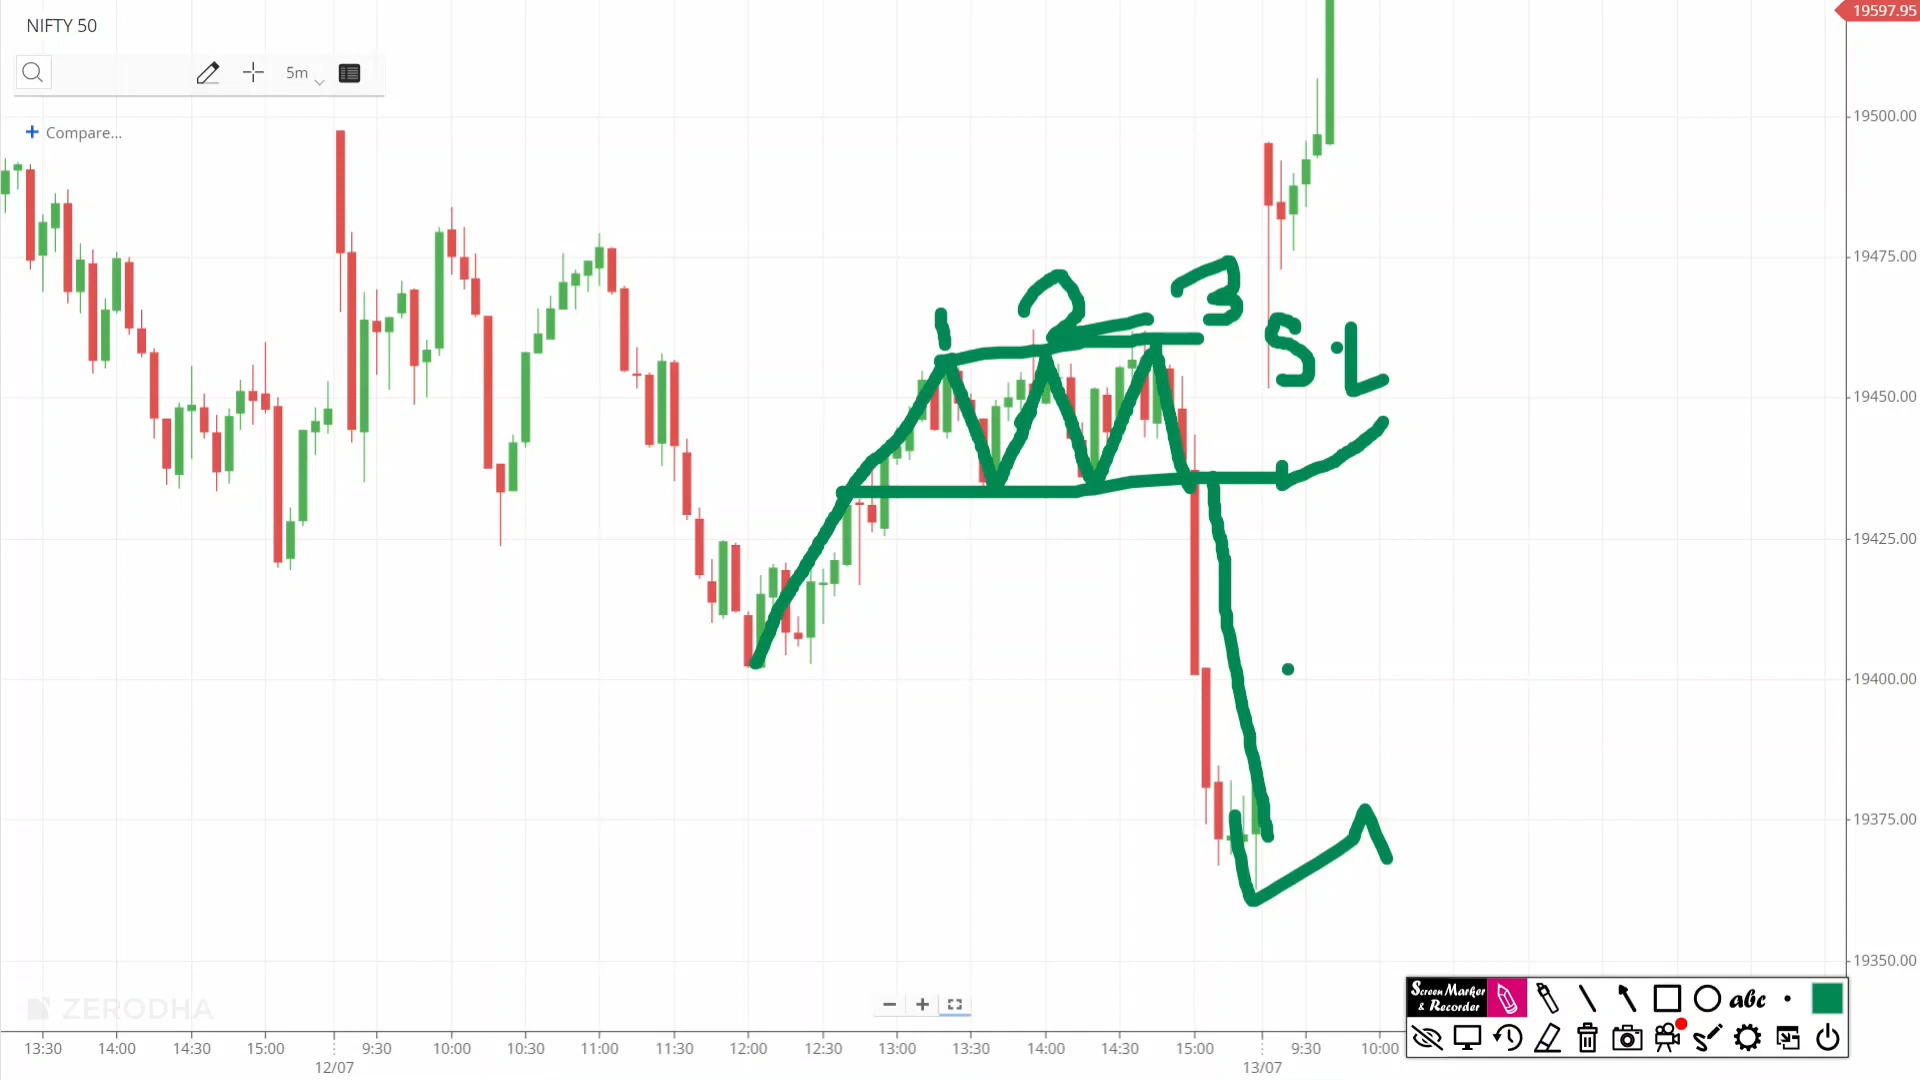 NIFTY 50
19597.95
5m
+ Compare...
19500.00
19475.00
19450.00
19425.00
19400.00
19375.00
19350.00
1 2 3
S.L
ZERODHA
− +
Screen Marker
& Recorder
abc
13:30 14:00 14:30 15:00 9:30 10:00 10:30 11:00 11:30 12:00 12:30 13:00 13:30 14:00 14:30 15:00 9:30 10:00
12/07 13/07